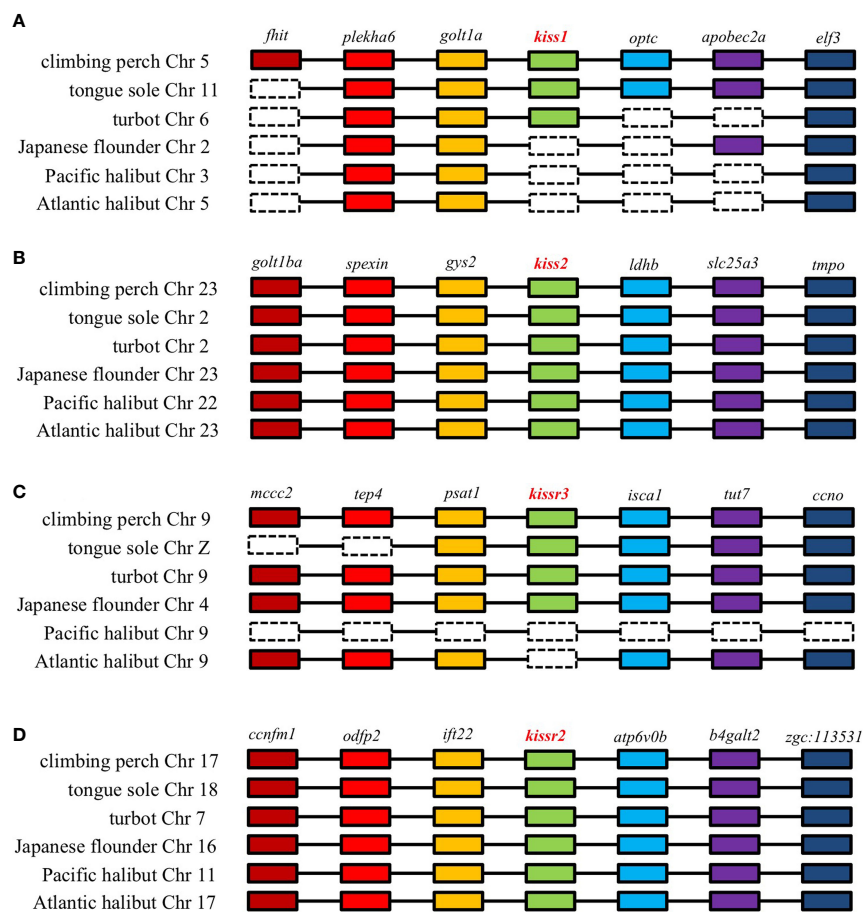 A
fhit plekha6 golt1a kiss1 optc apobec2a elf3
climbing perch Chr 5
tongue sole Chr 11
turbot Chr 6
Japanese flounder Chr 2
Pacific halibut Chr 3
Atlantic halibut Chr 5
B
golt1ba spexin gys2 kiss2 ldhb slc25a3 tmpo
climbing perch Chr 23
tongue sole Chr 2
turbot Chr 2
Japanese flounder Chr 23
Pacific halibut Chr 22
Atlantic halibut Chr 23
C
mccc2 tep4 psat1 kissr3 isca1 tut7 ccno
climbing perch Chr 9
tongue sole Chr Z
turbot Chr 9
Japanese flounder Chr 4
Pacific halibut Chr 9
Atlantic halibut Chr 9
D
ccnfm1 odfp2 ift22 kissr2 atp6v0b b4galt2 zgc:113531
climbing perch Chr 17
tongue sole Chr 18
turbot Chr 7
Japanese flounder Chr 16
Pacific halibut Chr 11
Atlantic halibut Chr 17